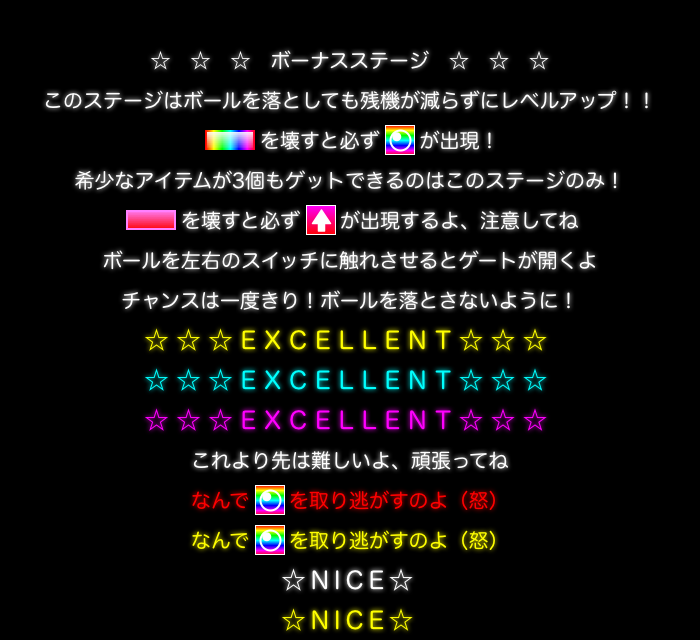 ☆ ☆ ☆ ボーナスステージ ☆ ☆ ☆
このステージはボールを落としても残機が減らずにレベルアップ！！
を壊すと必ず が出現！
希少なアイテムが3個もゲットできるのはこのステージのみ！
を壊すと必ず が出現するよ、注意してね
ボールを左右のスイッチに触れさせるとゲートが開くよ
チャンスは一度きり！ボールを落とさないように！
☆☆☆ＥＸＣＥＬＬＥＮＴ☆☆☆
☆☆☆ＥＸＣＥＬＬＥＮＴ☆☆☆
☆☆☆ＥＸＣＥＬＬＥＮＴ☆☆☆
これより先は難しいよ、頑張ってね
なんで を取り逃がすのよ（怒）
なんで を取り逃がすのよ（怒）
☆ＮＩＣＥ☆
☆ＮＩＣＥ☆